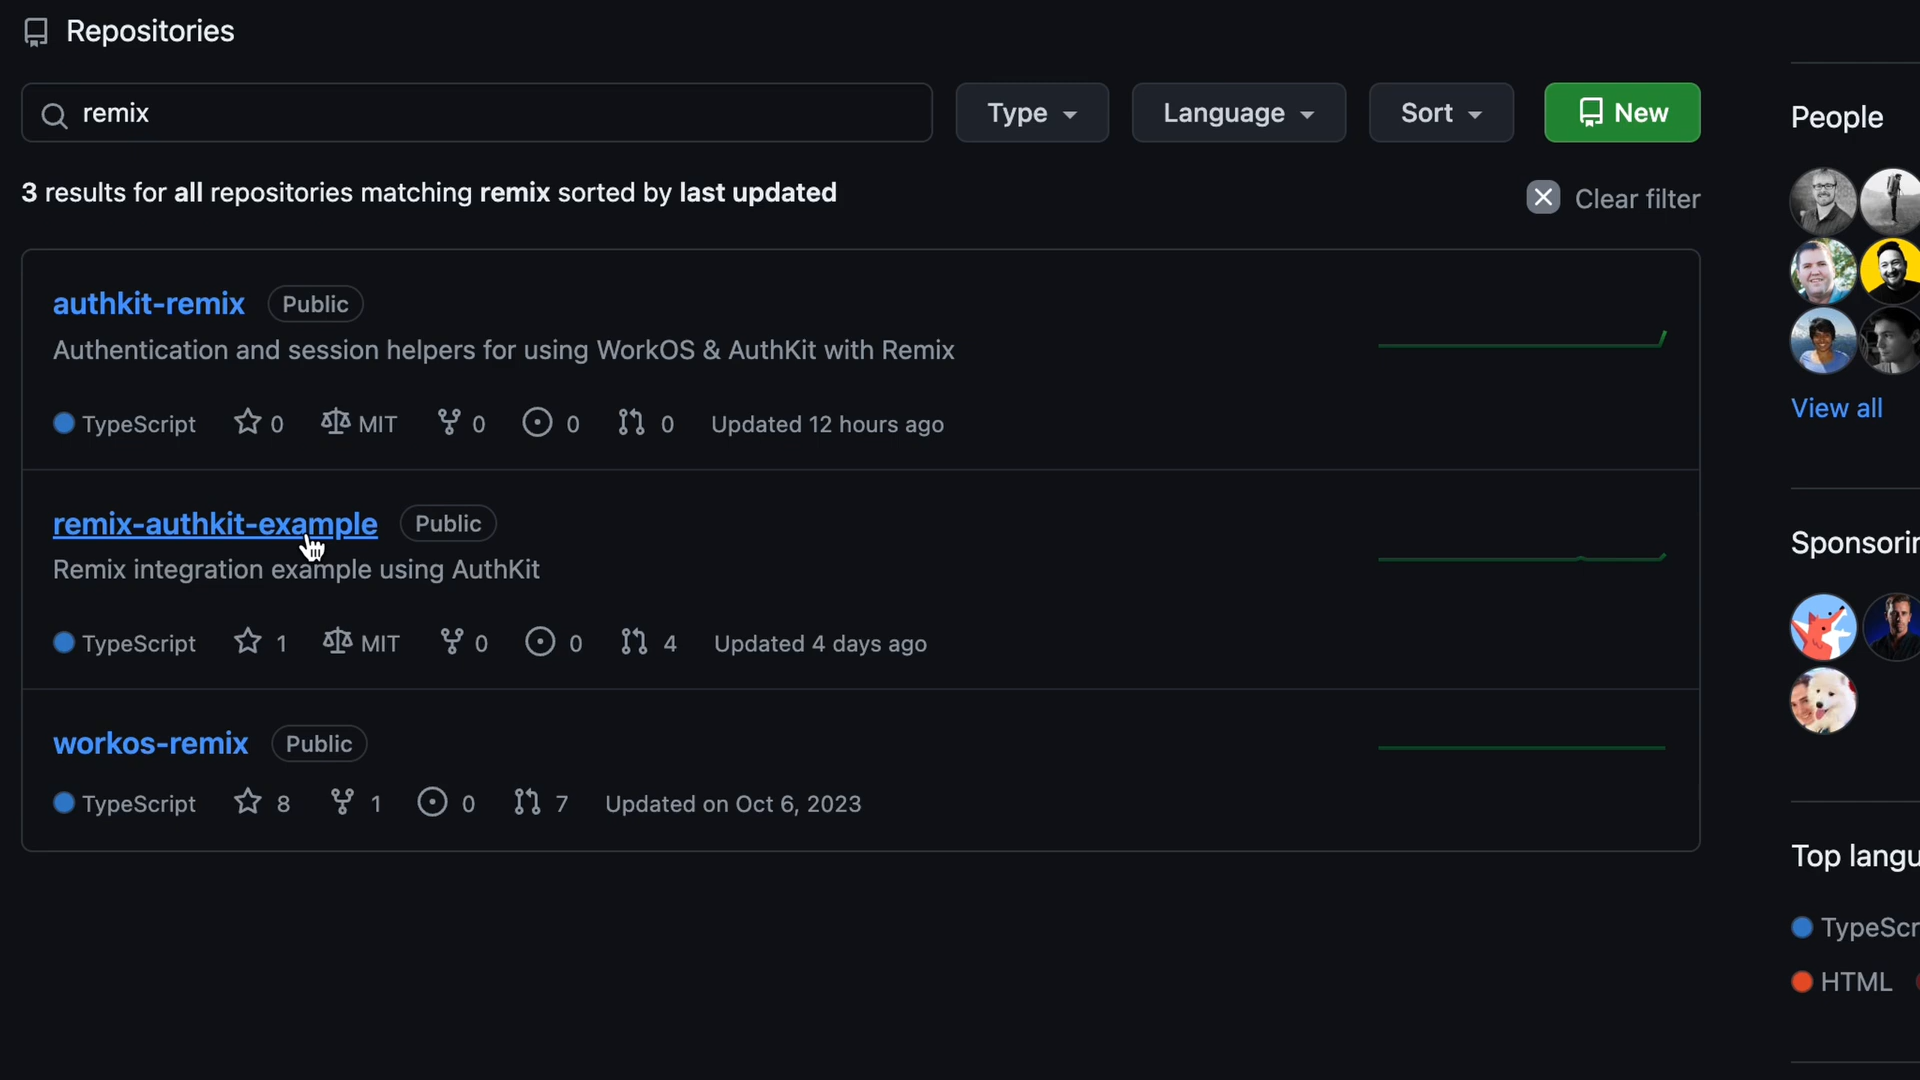 Repositories
remix
Type
Language
Sort
New
3 results for all repositories matching remix sorted by last updated
Clear filter
authkit-remix Public
Authentication and session helpers for using WorkOS & AuthKit with Remix
TypeScript 0 MIT 0 0 0 Updated 12 hours ago
remix-authkit-example Public
Remix integration example using AuthKit
TypeScript 1 MIT 0 0 4 Updated 4 days ago
workos-remix Public
TypeScript 8 1 0 7 Updated on Oct 6, 2023
People
View all
Sponsorin
Top langu
TypeScr
HTML